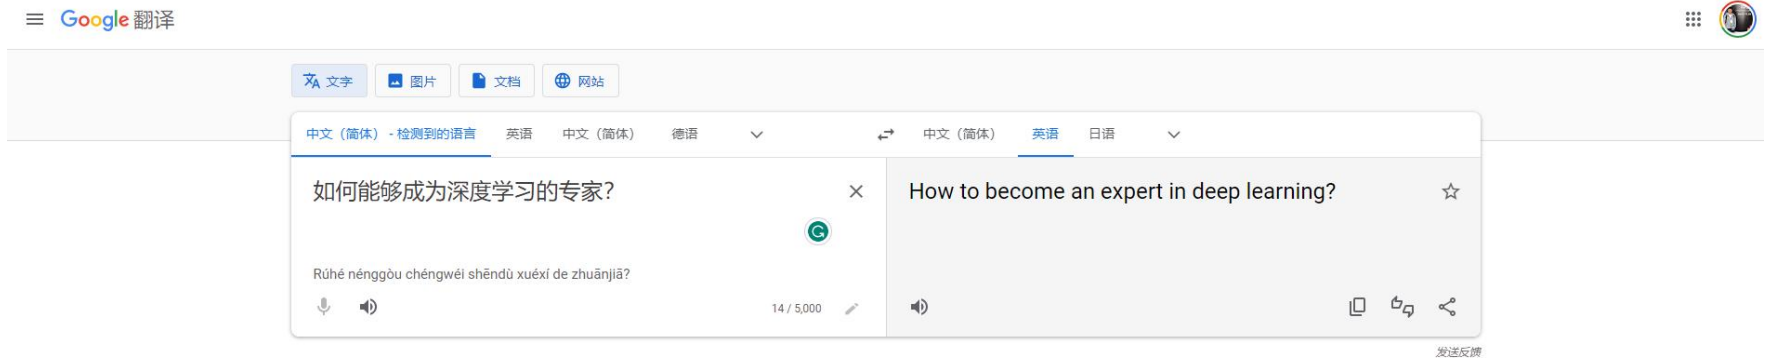 Google 翻译
文字 图片 文档 网站
中文（简体） - 检测到的语言 英语 中文（简体） 德语 中文（简体） 英语 日语
如何能够成为深度学习的专家？ How to become an expert in deep learning?
Rúhé nénggòu chéngwéi shēndù xuéxí de zhuānjiā?
14 / 5,000
发送反馈